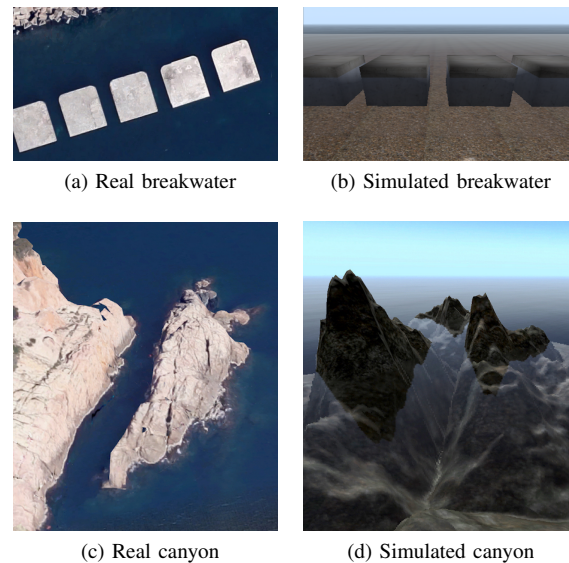 (a) Real breakwater
(b) Simulated breakwater
(c) Real canyon
(d) Simulated canyon